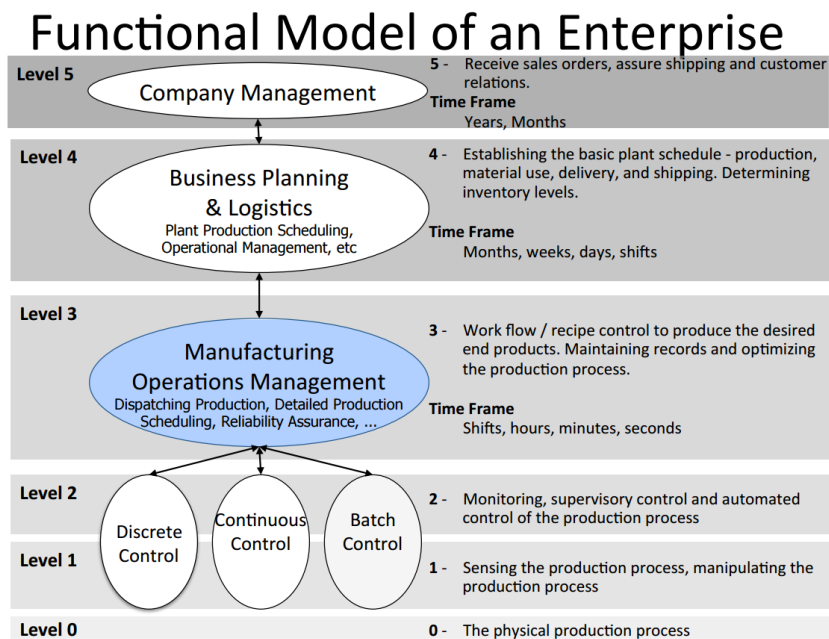 Functional Model of an Enterprise
Level 5
Company Management
5 - Receive sales orders, assure shipping and customer
relations.
Time Frame
Years, Months
Level 4
Business Planning
& Logistics
Plant Production Scheduling,
Operational Management, etc
4 - Establishing the basic plant schedule - production,
material use, delivery, and shipping. Determining
inventory levels.
Time Frame
Months, weeks, days, shifts
Level 3
Manufacturing
Operations Management
Dispatching Production, Detailed Production
Scheduling, Reliability Assurance, ...
3 - Work flow / recipe control to produce the desired
end products. Maintaining records and optimizing
the production process.
Time Frame
Shifts, hours, minutes, seconds
Level 2
Discrete
Control
Continuous
Control
Batch
Control
2 - Monitoring, supervisory control and automated
control of the production process
Level 1
1 - Sensing the production process, manipulating the
production process
Level 0
0 - The physical production process